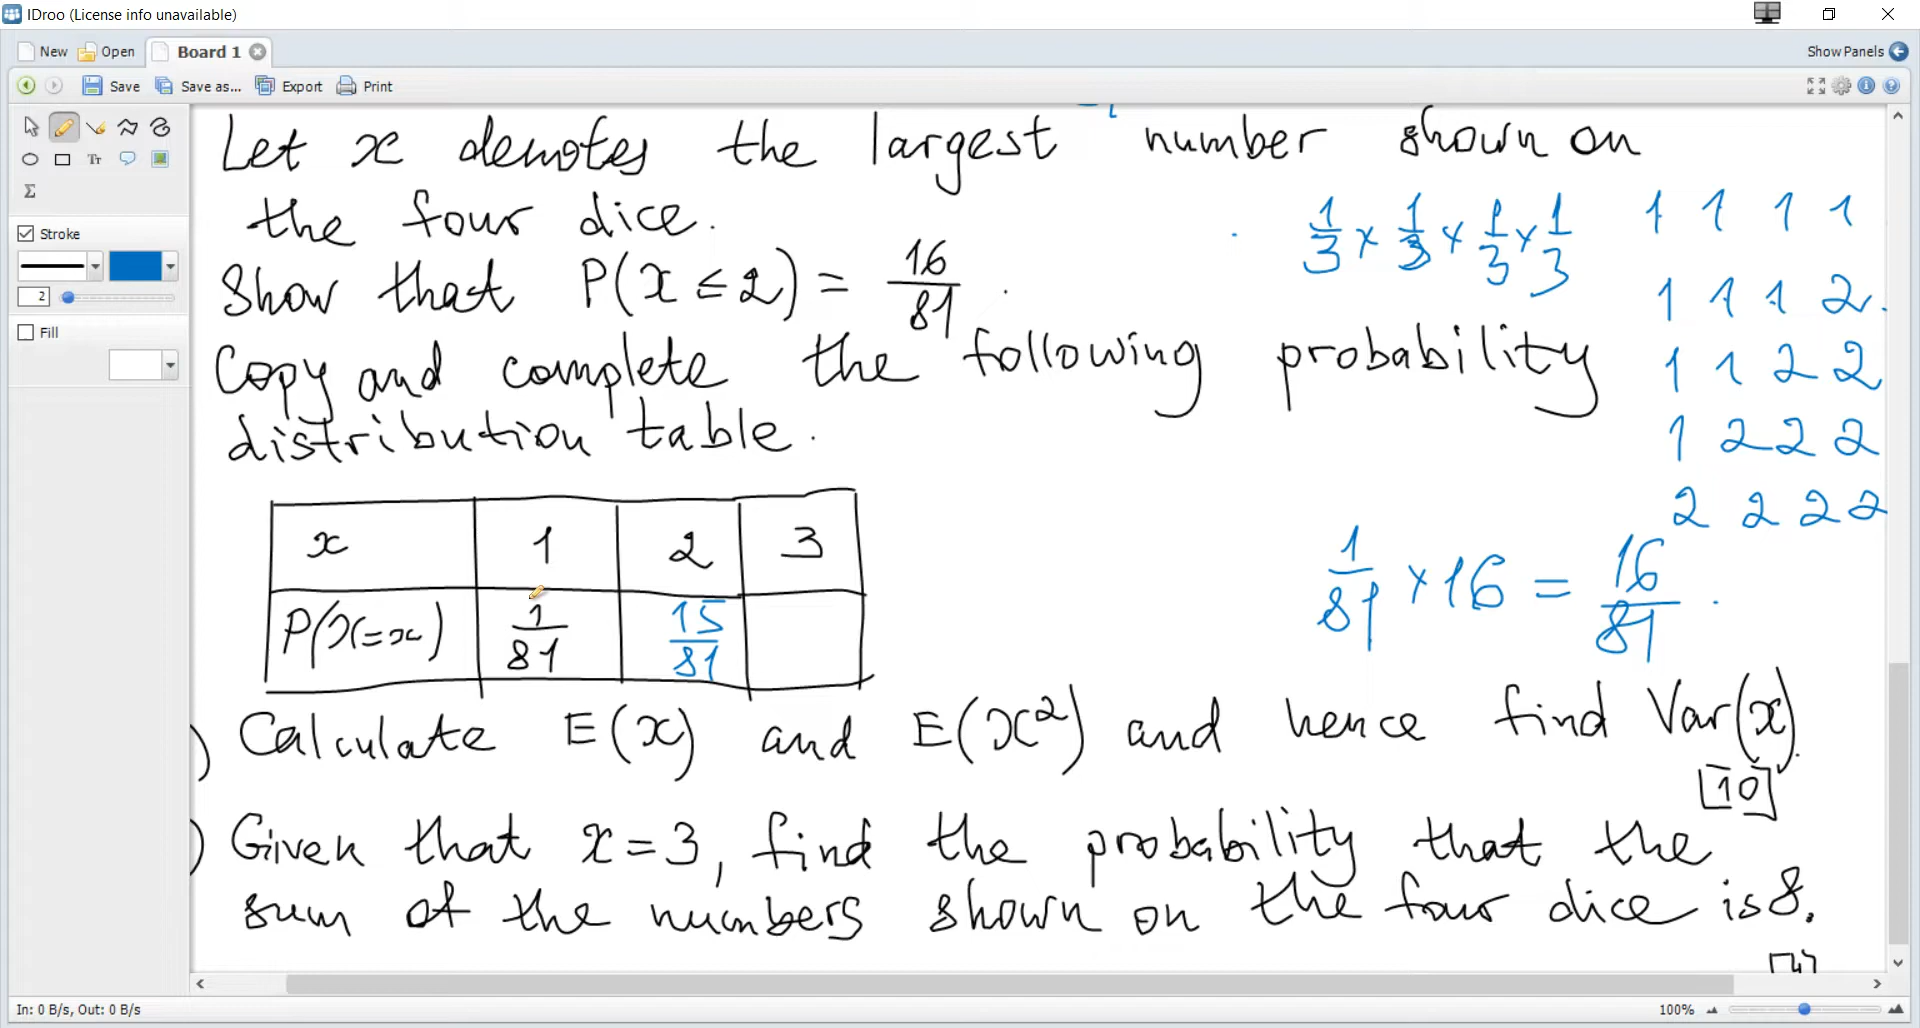 IDroo (License info unavailable)
New Open Board 1 Show Panels
Save Save as... Export Print
Stroke
2
Fill
Let x denotes the largest number shown on
the four dice.
Show that P(x ≤ 2) = 16/81.
Copy and complete the following probability
distribution table.
1/3 × 1/3 × 1/3 × 1/3
1 1 1 1
1 1 1 2.
1 1 2 2
1 2 2 2
2 2 2 2
1/81 × 16 = 16/81.
x 1 2 3
P(X=x) 1/81 15/81
) Calculate E(x) and E(x²) and hence find Var(x).
[10]
) Given that x=3, find the probability that the
sum of the numbers shown on the four dice is 8.
In: 0 B/s, Out: 0 B/s 100%